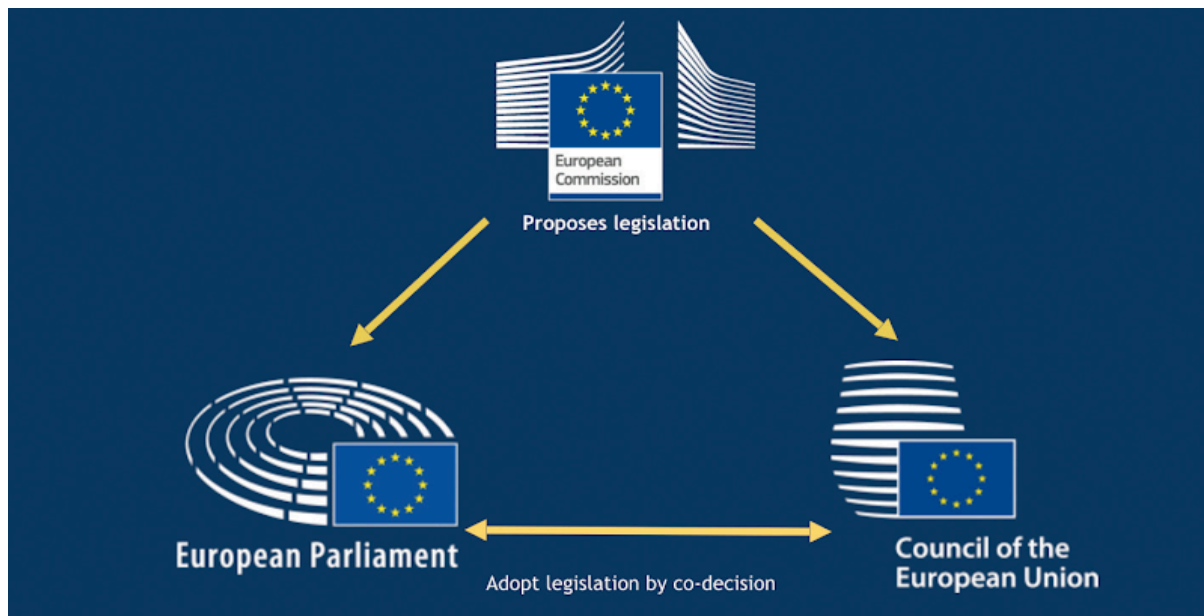 European
Commission
Proposes legislation
European Parliament
Council of the
European Union
Adopt legislation by co-decision